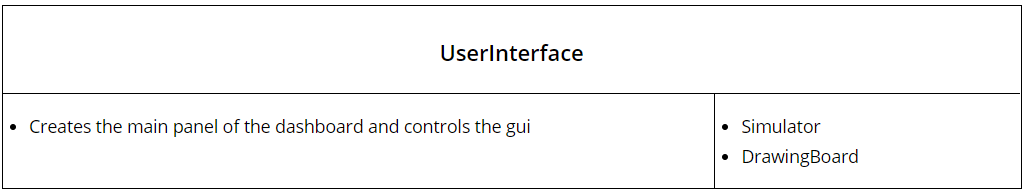 UserInterface
• Creates the main panel of the dashboard and controls the gui
• Simulator
• DrawingBoard